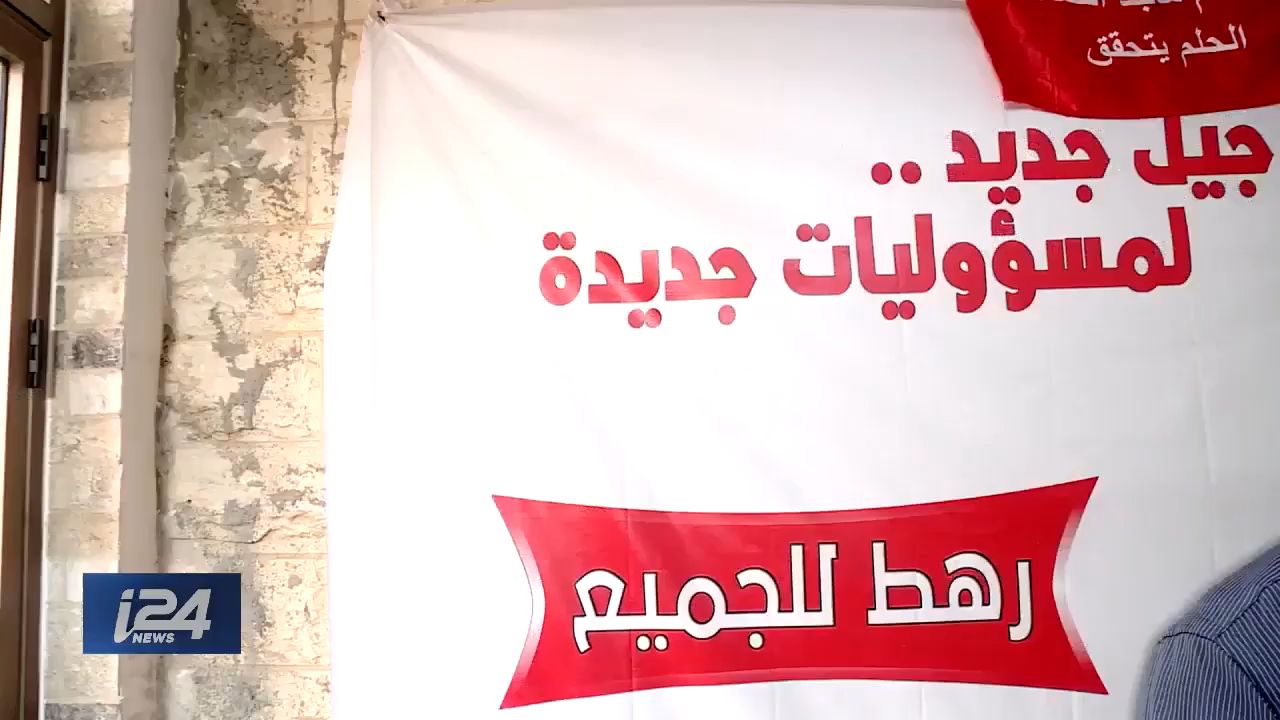 الحلم يتحقق
جيل جديد ..
لمسؤوليات جديدة
رهط للجميع
i24
NEWS